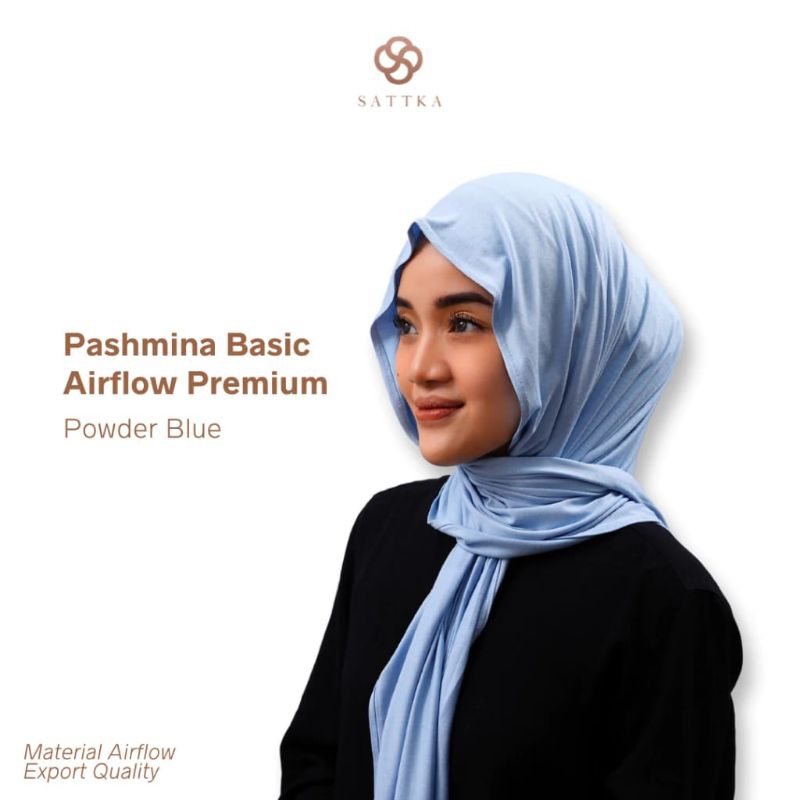 SATTKA
Pashmina Basic
Airflow Premium
Powder Blue
Material Airflow
Export Quality